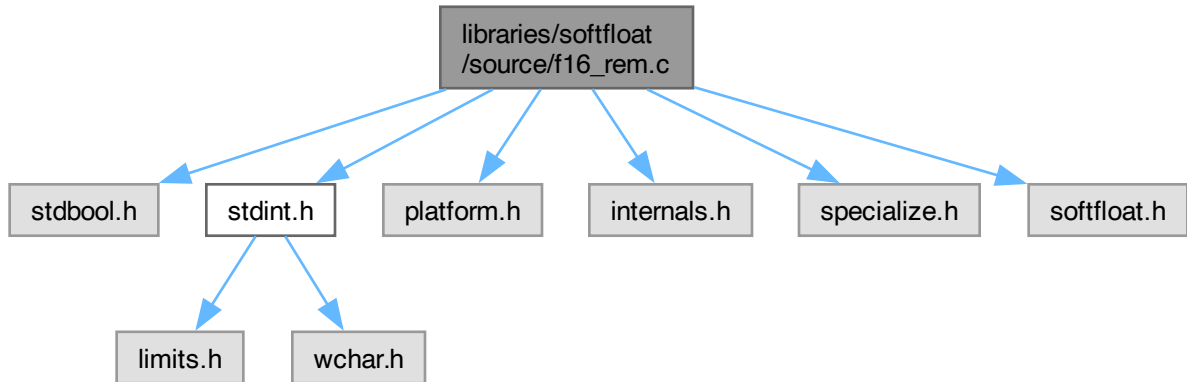 libraries/softfloat
/source/f16_rem.c
stdbool.h
stdint.h
platform.h
internals.h
specialize.h
softfloat.h
limits.h
wchar.h